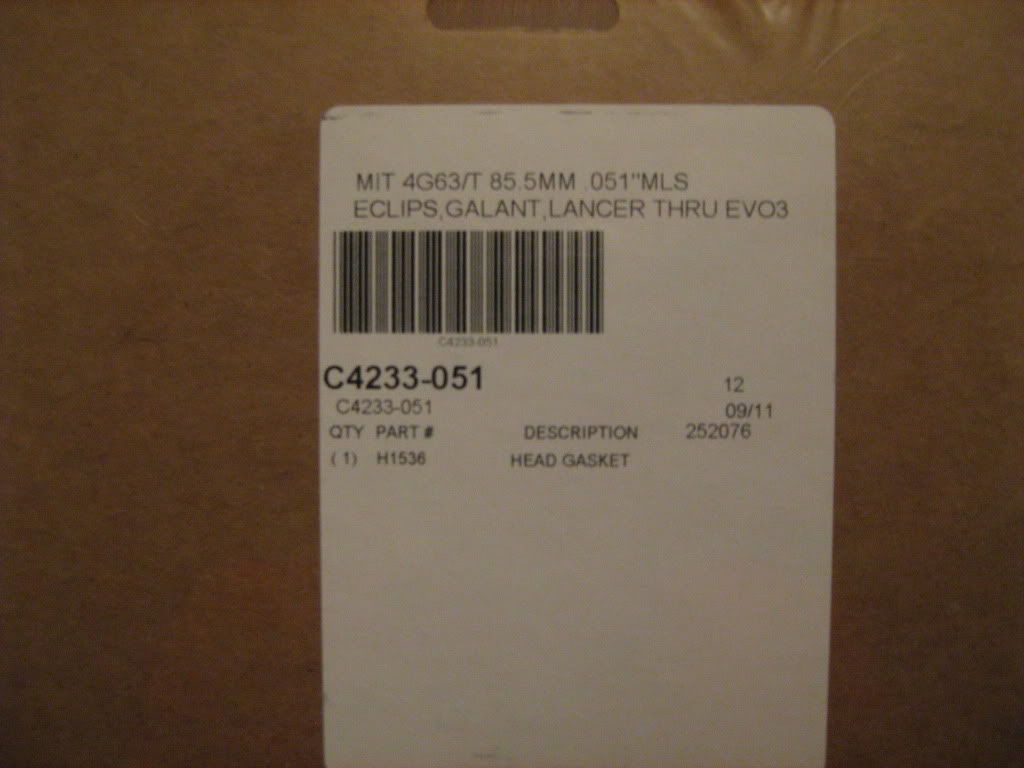 MIT 4G63/T 85.5MM .051"MLS
ECLIPS,GALANT,LANCER THRU EVO3
C4233-051
C4233-051 12
C4233-051 09/11
QTY PART # DESCRIPTION 252076
( 1) H1536 HEAD GASKET